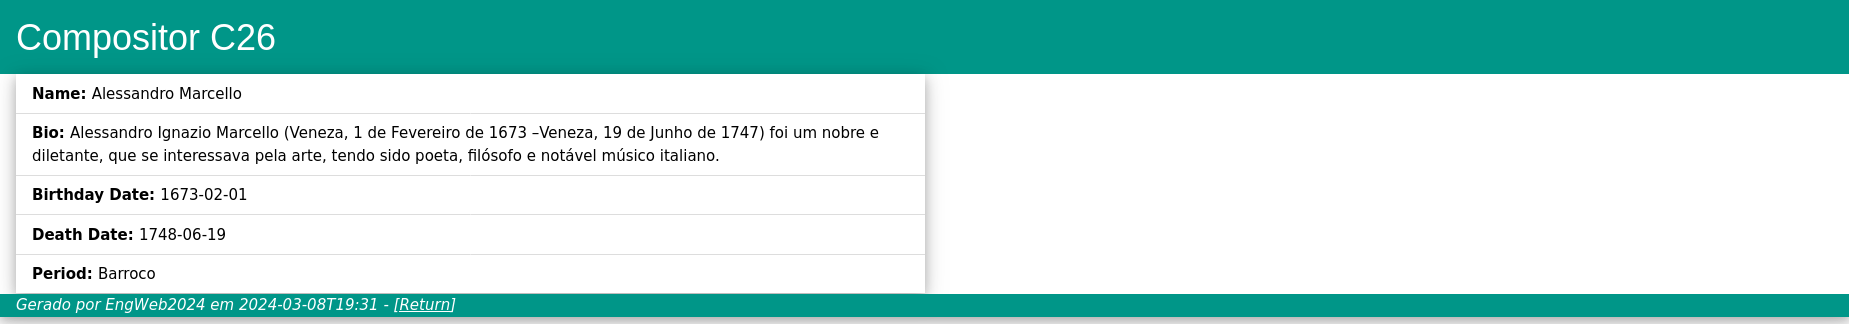 Compositor C26
Name: Alessandro Marcello
Bio: Alessandro Ignazio Marcello (Veneza, 1 de Fevereiro de 1673 –Veneza, 19 de Junho de 1747) foi um nobre e
diletante, que se interessava pela arte, tendo sido poeta, filósofo e notável músico italiano.
Birthday Date: 1673-02-01
Death Date: 1748-06-19
Period: Barroco
Gerado por EngWeb2024 em 2024-03-08T19:31 - [Return]